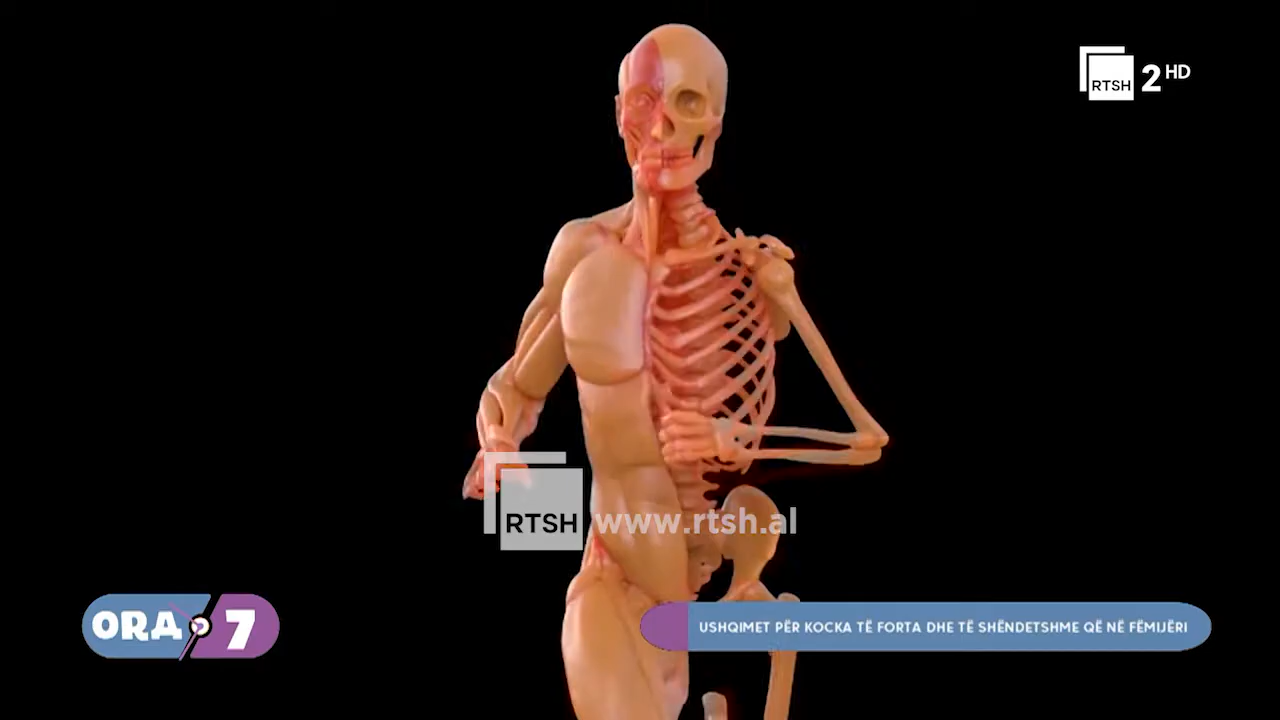 RTSH 2 HD
RTSH www.rtsh.al
ORA 7
USHQIMET PËR KOCKA TË FORTA DHE TË SHËNDETSHME QË NË FËMIJËRI